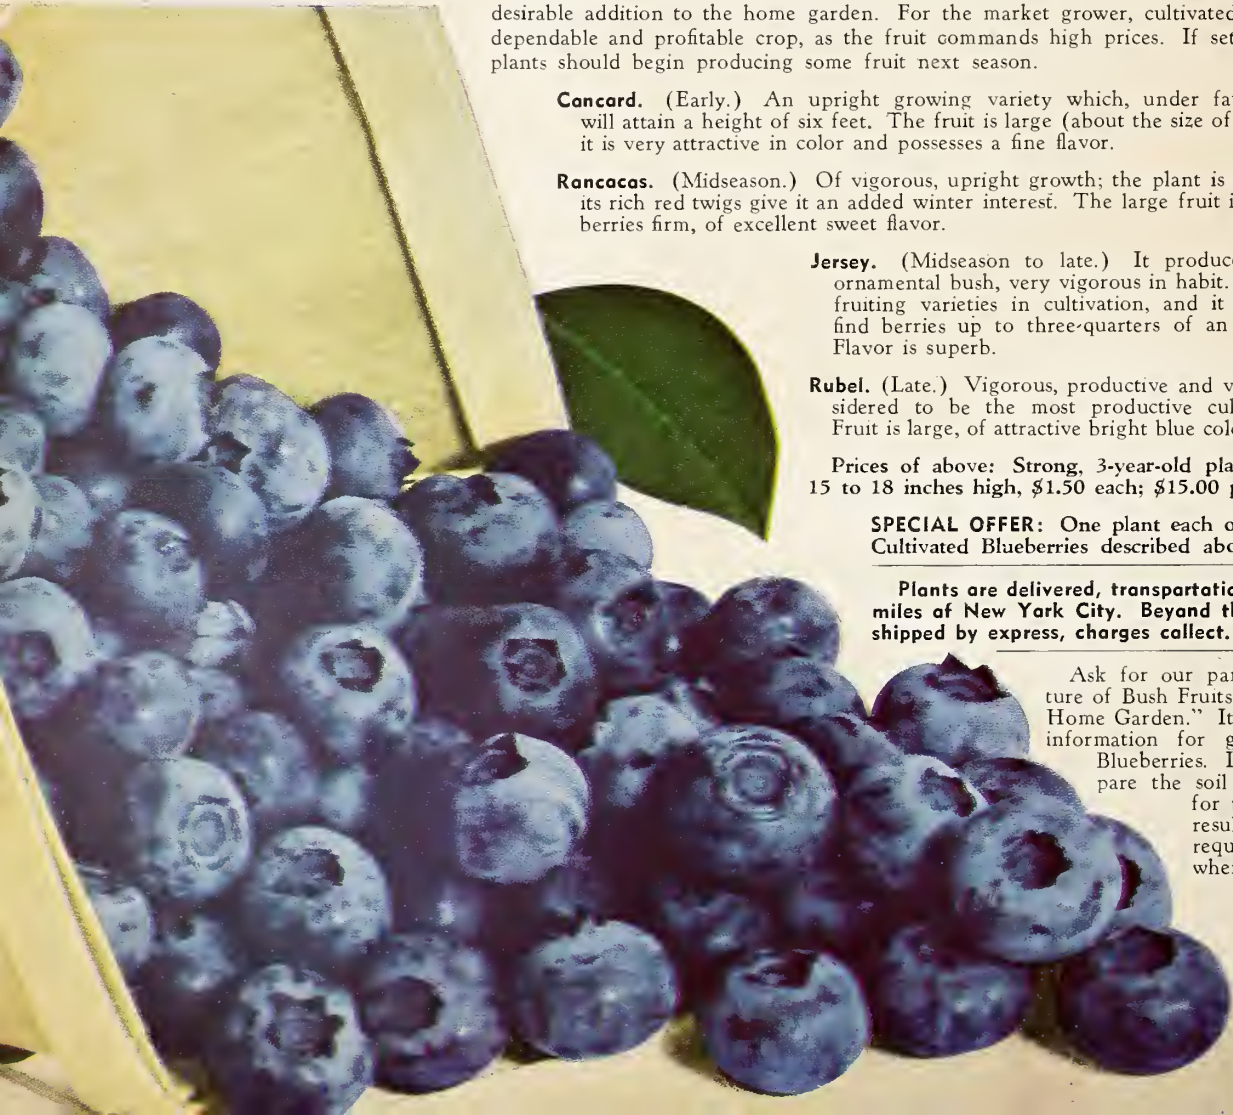 desirable addition to the home garden. For the market grower, cultivated
dependable and profitable crop, as the fruit commands high prices. If set
plants should begin producing some fruit next season.
Concord. (Early.) An upright growing variety which, under fa
will attain a height of six feet. The fruit is large (about the size of
it is very attractive in color and possesses a fine flavor.
Rancocas. (Midseason.) Of vigorous, upright growth; the plant is
its rich red twigs give it an added winter interest. The large fruit i
berries firm, of excellent sweet flavor.
Jersey. (Midseason to late.) It produc
ornamental bush, very vigorous in habit.
fruiting varieties in cultivation, and it
find berries up to three-quarters of an
Flavor is superb.
Rubel. (Late.) Vigorous, productive and v
sidered to be the most productive cul
Fruit is large, of attractive bright blue col
Prices of above: Strong, 3-year-old pla
15 to 18 inches high, $1.50 each; $15.00 p
SPECIAL OFFER: One plant each o
Cultivated Blueberries described abo
Plants are delivered, transportatio
miles of New York City. Beyond th
shipped by express, charges collect.
Ask for our pa
ture of Bush Fruits
Home Garden." It
information for g
Blueberries. I
pare the soil
for
resu
requ
whe